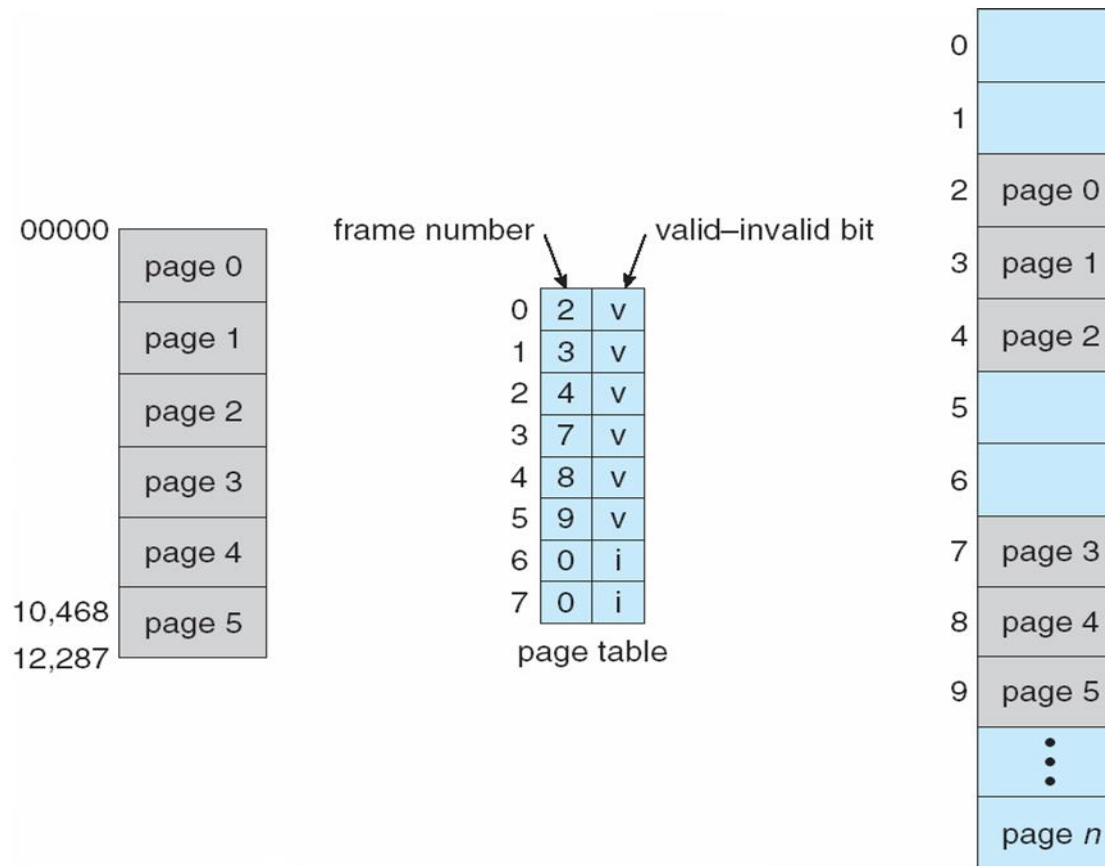 00000
page 0
page 1
page 2
page 3
page 4
10,468
page 5
12,287
frame number
valid–invalid bit
0 2 v
1 3 v
2 4 v
3 7 v
4 8 v
5 9 v
6 0 i
7 0 i
page table
0
1
2 page 0
3 page 1
4 page 2
5
6
7 page 3
8 page 4
9 page 5
page n